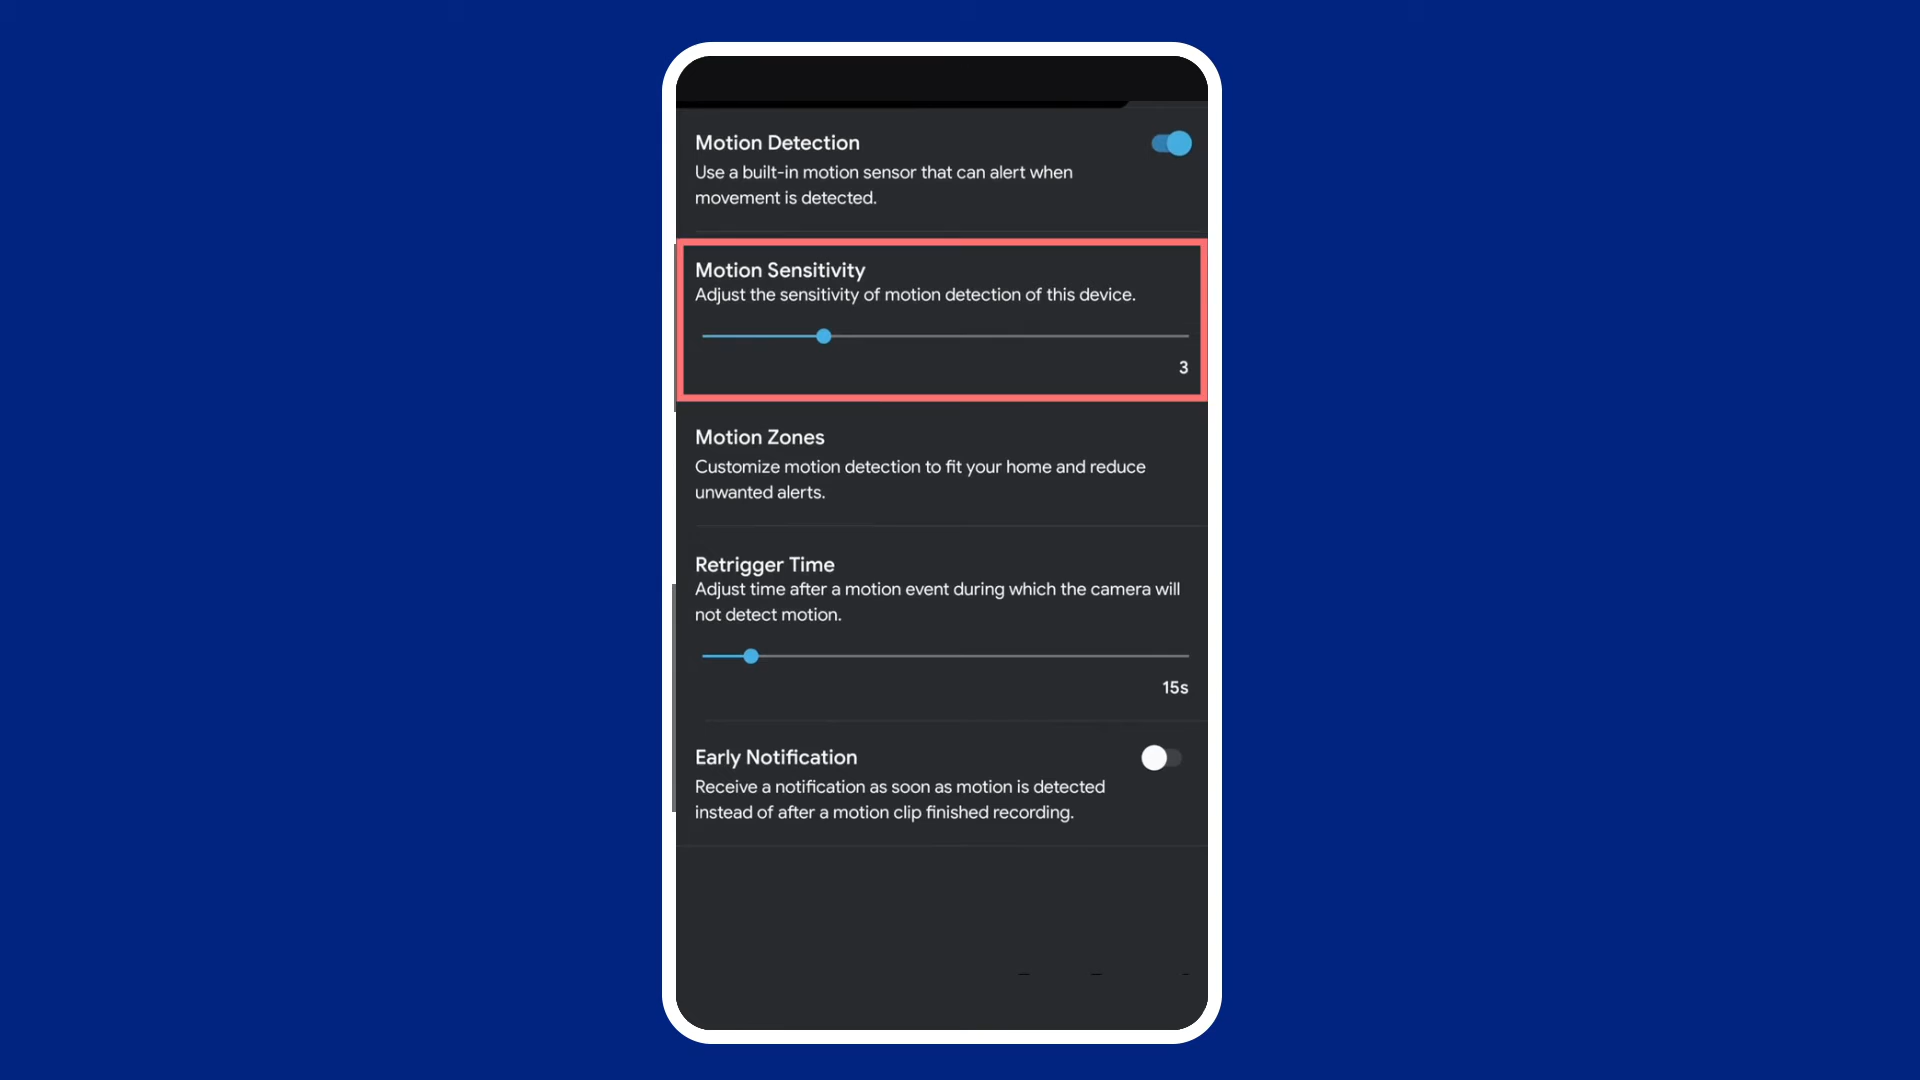 Motion Detection
Use a built-in motion sensor that can alert when
movement is detected.
Motion Sensitivity
Adjust the sensitivity of motion detection of this device.
3
Motion Zones
Customize motion detection to fit your home and reduce
unwanted alerts.
Retrigger Time
Adjust time after a motion event during which the camera will
not detect motion.
15s
Early Notification
Receive a notification as soon as motion is detected
instead of after a motion clip finished recording.